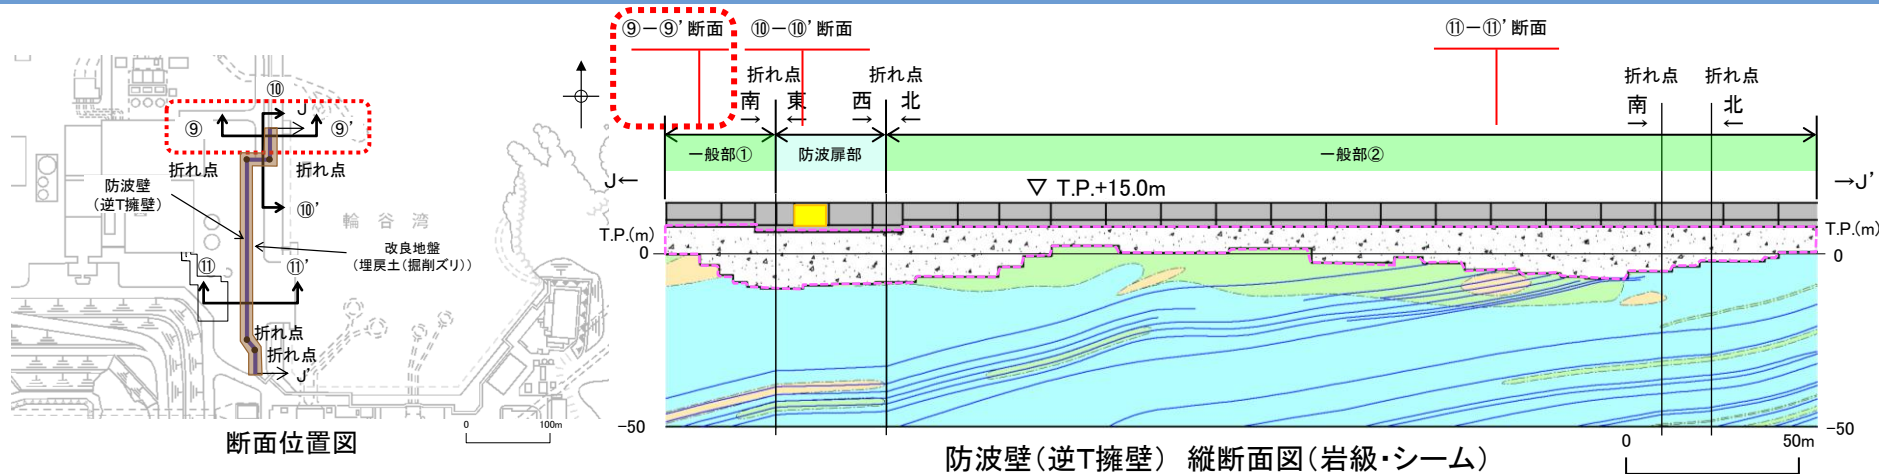 ⑩
J
⑨
⑨'
折れ点
折れ点
防波壁
(逆T擁壁)
⑩'
輪谷湾
改良地盤
(埋戻土(掘削ズリ))
⑪
⑪'
折れ点
折れ点
J'
0 100m
断面位置図
⑨-⑨'断面
⑩-⑩'断面
⑪-⑪'断面
折れ点
折れ点
折れ点
折れ点
南→
東←
西→
北←
南→
北←
一般部①
防波扉部
一般部②
J←
▽ T.P.+15.0m
→J'
T.P.(m)
T.P.(m)
0
0
-50
-50
0 50m
防波壁(逆T擁壁) 縦断面図(岩級・シーム)